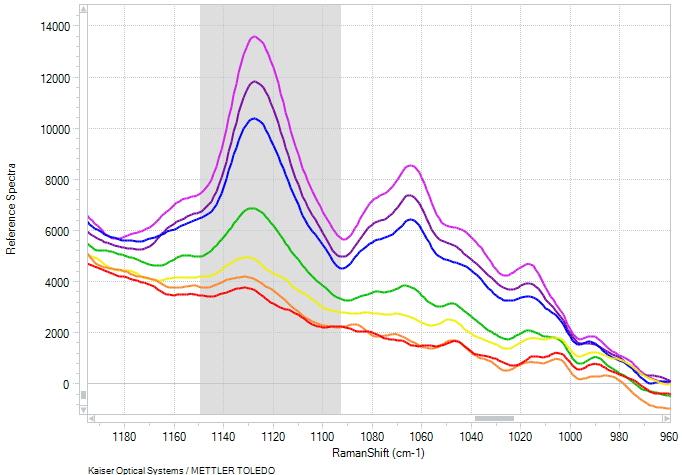 14000
12000
10000
8000
6000
4000
2000
0
Reference Spectra
1180 1160 1140 1120 1100 1080 1060 1040 1020 1000 980 960
RamanShift (cm-1)
Kaiser Optical Systems / METTLER TOLEDO